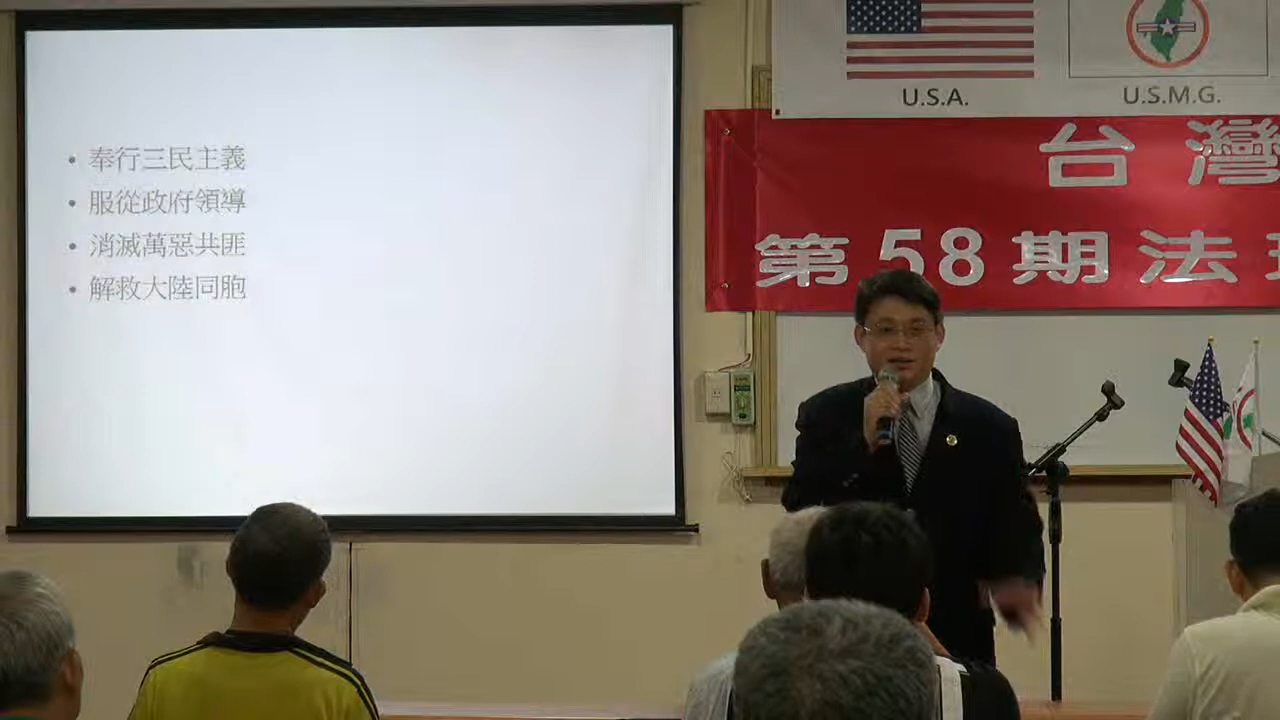 • 奉行三民主義
• 服從政府領導
• 消滅萬惡共匪
• 解救大陸同胞
U.S.A.
U.S.M.G.
台灣
第58期法